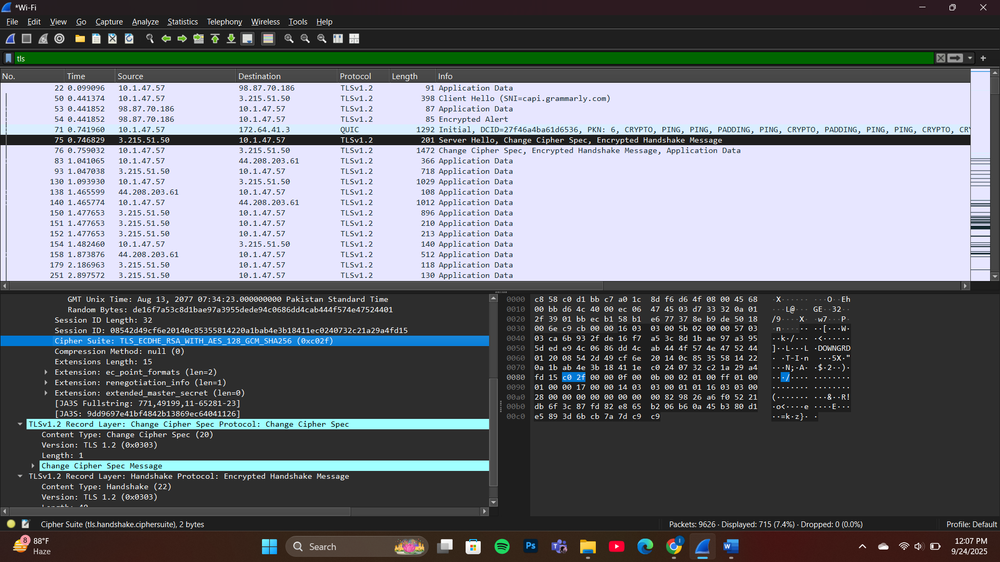 *Wi-Fi
File Edit View Go Capture Analyze Statistics Telephony Wireless Tools Help
tls
No. Time Source Destination Protocol Length Info
22 0.099096 10.1.47.57 98.87.70.186 TLSv1.2 91 Application Data
50 0.441374 10.1.47.57 3.215.51.50 TLSv1.2 398 Client Hello (SNI=capi.grammarly.com)
53 0.441852 98.87.70.186 10.1.47.57 TLSv1.2 87 Application Data
54 0.441852 98.87.70.186 10.1.47.57 TLSv1.2 85 Encrypted Alert
71 0.741960 10.1.47.57 172.64.41.3 QUIC 1292 Initial, DCID=27f46a4ba61d6536, PKN: 6, CRYPTO, PING, PING, PADDING, PING, CRYPTO, PADDING, PING, PING, CRYPTO, CRY
75 0.746829 3.215.51.50 10.1.47.57 TLSv1.2 201 Server Hello, Change Cipher Spec, Encrypted Handshake Message
76 0.759032 10.1.47.57 3.215.51.50 TLSv1.2 1472 Change Cipher Spec, Encrypted Handshake Message, Application Data
83 1.041065 10.1.47.57 44.208.203.61 TLSv1.2 366 Application Data
93 1.047038 3.215.51.50 10.1.47.57 TLSv1.2 718 Application Data
130 1.093930 10.1.47.57 3.215.51.50 TLSv1.2 1029 Application Data
138 1.465599 44.208.203.61 10.1.47.57 TLSv1.2 108 Application Data
140 1.465774 10.1.47.57 44.208.203.61 TLSv1.2 1012 Application Data
150 1.477653 3.215.51.50 10.1.47.57 TLSv1.2 896 Application Data
151 1.477653 3.215.51.50 10.1.47.57 TLSv1.2 210 Application Data
152 1.477653 3.215.51.50 10.1.47.57 TLSv1.2 213 Application Data
154 1.482460 10.1.47.57 3.215.51.50 TLSv1.2 140 Application Data
158 1.873876 44.208.203.61 10.1.47.57 TLSv1.2 512 Application Data
179 2.186963 3.215.51.50 10.1.47.57 TLSv1.2 118 Application Data
251 2.897572 3.215.51.50 10.1.47.57 TLSv1.2 130 Application Data
GMT Unix Time: Aug 13, 2077 07:34:23.000000000 Pakistan Standard Time
Random Bytes: de16f7a53c8d1bae97a3955dede94c0686dd4cab444f574e47524401
Session ID Length: 32
Session ID: 08542d49cf6e20140c85355814220a1bab4e3b18411ec0240732c21a29a4fd15
Cipher Suite: TLS_ECDHE_RSA_WITH_AES_128_GCM_SHA256 (0xc02f)
Compression Method: null (0)
Extensions Length: 15
Extension: ec_point_formats (len=2)
Extension: renegotiation_info (len=1)
Extension: extended_master_secret (len=0)
[JA3S Fullstring: 771,49199,11-65281-23]
[JA3S: 9dd9697e41bf4842b13869ec64041126]
TLSv1.2 Record Layer: Change Cipher Spec Protocol: Change Cipher Spec
Content Type: Change Cipher Spec (20)
Version: TLS 1.2 (0x0303)
Length: 1
Change Cipher Spec Message
TLSv1.2 Record Layer: Handshake Protocol: Encrypted Handshake Message
Content Type: Handshake (22)
Version: TLS 1.2 (0x0303)
Length: 40
0000 c8 58 c0 d1 bb c7 a0 1c 8d f6 d6 4f 08 00 45 68 ·X······ ···O··Eh
0010 00 bb d6 4c 40 00 ec 06 47 45 03 d7 33 32 0a 01 ···L@··· GE··32··
0020 2f 39 01 bb ec b1 58 b1 e6 77 37 8e b9 de 50 18 /9····X· ·w7···P·
0030 00 6e c9 cb 00 00 16 03 03 00 5b 02 00 00 57 03 ·n······ ··[···W·
0040 03 ca 6b 93 2f de 16 f7 a5 3c 8d 1b ae 97 a3 95 ··k·/··· ·<······
0050 5d ed e9 4c 06 86 dd 4c ab 44 4f 57 4e 47 52 44 ]··L···L ·DOWNGRD
0060 01 20 08 54 2d 49 cf 6e 20 14 0c 85 35 58 14 22 · ·T-I·n ···5X·"
0070 0a 1b ab 4e 3b 18 41 1e c0 24 07 32 c2 1a 29 a4 ···N;·A· ·$·2··)·
0080 fd 15 c0 2f 00 00 0f 00 0b 00 02 01 00 ff 01 00 ···/···· ········
0090 01 00 00 17 00 00 14 03 03 00 01 01 16 03 03 00 ········ ········
00a0 28 00 00 00 00 00 00 00 00 82 98 26 a6 f0 52 21 (······· ···&··R!
00b0 db 6f 3c 87 fd 82 e8 65 b2 06 b6 0a 45 b3 80 d1 ·o<····e ····E···
00c0 e5 89 3d 6b cb 7a 7d c9 c9 ··=k·z}· ·
Cipher Suite (tls.handshake.ciphersuite), 2 bytes
Packets: 9626 · Displayed: 715 (7.4%) · Dropped: 0 (0.0%)
Profile: Default
8
88°F
Haze
Search
Ps
12:07 PM
9/24/2025